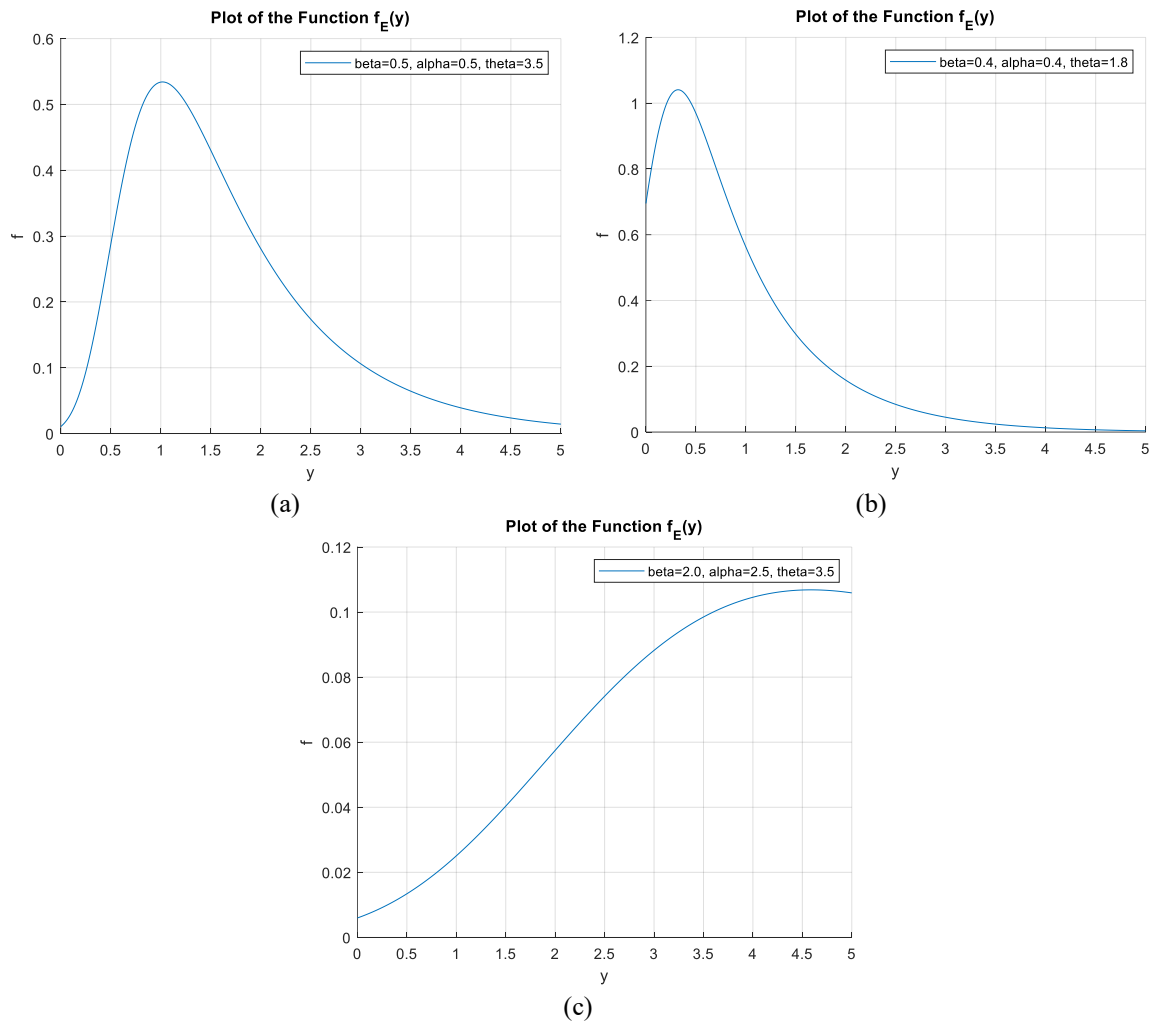 Plot of the Function f_E(y)
beta=0.5, alpha=0.5, theta=3.5
0.6
0.5
0.4
0.3
0.2
0.1
0
f
0 0.5 1 1.5 2 2.5 3 3.5 4 4.5 5
y
(a)
Plot of the Function f_E(y)
beta=0.4, alpha=0.4, theta=1.8
1.2
1
0.8
0.6
0.4
0.2
0
f
0 0.5 1 1.5 2 2.5 3 3.5 4 4.5 5
y
(b)
Plot of the Function f_E(y)
beta=2.0, alpha=2.5, theta=3.5
0.12
0.1
0.08
0.06
0.04
0.02
0
f
0 0.5 1 1.5 2 2.5 3 3.5 4 4.5 5
y
(c)